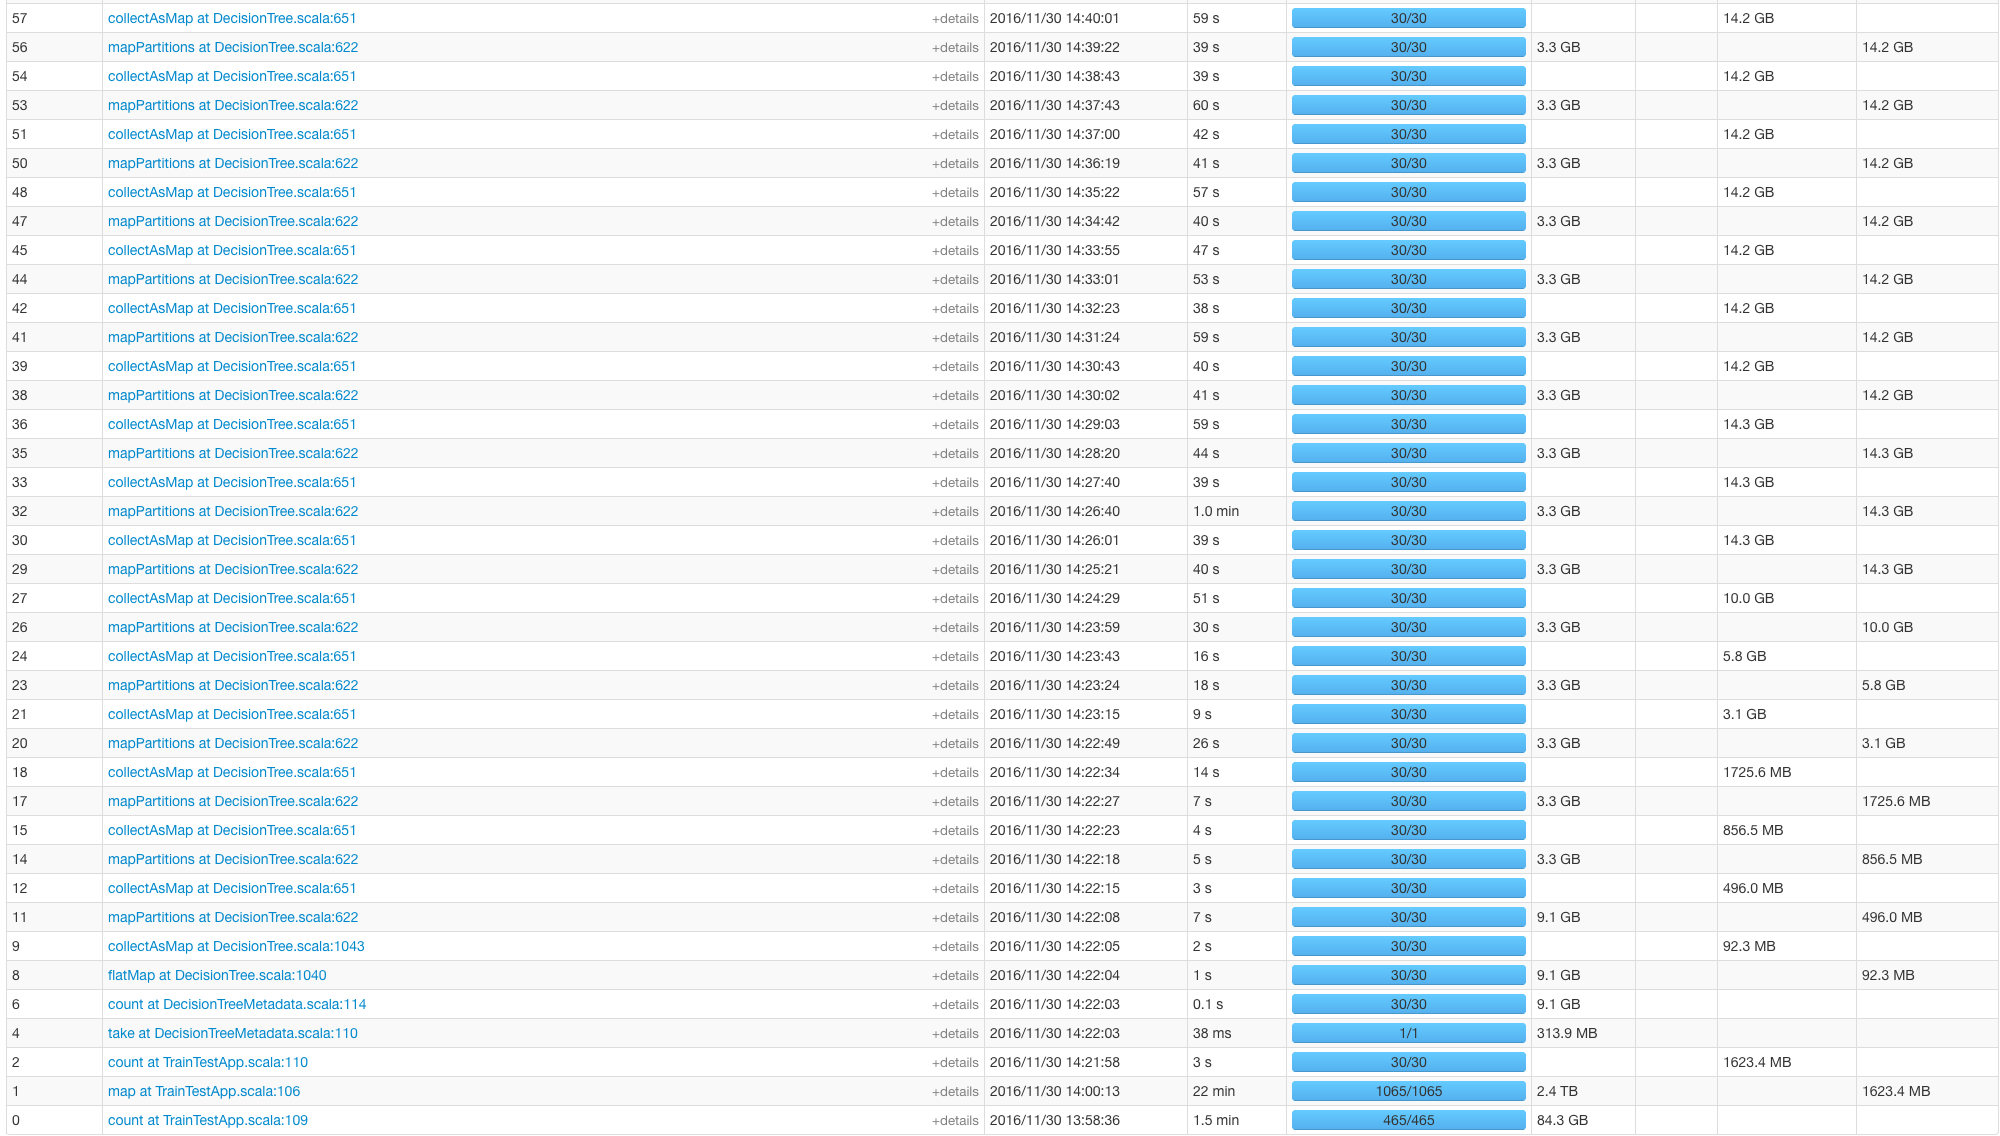 57 collectAsMap at DecisionTree.scala:651 +details 2016/11/30 14:40:01 59 s 30/30 14.2 GB
56 mapPartitions at DecisionTree.scala:622 +details 2016/11/30 14:39:22 39 s 30/30 3.3 GB 14.2 GB
54 collectAsMap at DecisionTree.scala:651 +details 2016/11/30 14:38:43 39 s 30/30 14.2 GB
53 mapPartitions at DecisionTree.scala:622 +details 2016/11/30 14:37:43 60 s 30/30 3.3 GB 14.2 GB
51 collectAsMap at DecisionTree.scala:651 +details 2016/11/30 14:37:00 42 s 30/30 14.2 GB
50 mapPartitions at DecisionTree.scala:622 +details 2016/11/30 14:36:19 41 s 30/30 3.3 GB 14.2 GB
48 collectAsMap at DecisionTree.scala:651 +details 2016/11/30 14:35:22 57 s 30/30 14.2 GB
47 mapPartitions at DecisionTree.scala:622 +details 2016/11/30 14:34:42 40 s 30/30 3.3 GB 14.2 GB
45 collectAsMap at DecisionTree.scala:651 +details 2016/11/30 14:33:55 47 s 30/30 14.2 GB
44 mapPartitions at DecisionTree.scala:622 +details 2016/11/30 14:33:01 53 s 30/30 3.3 GB 14.2 GB
42 collectAsMap at DecisionTree.scala:651 +details 2016/11/30 14:32:23 38 s 30/30 14.2 GB
41 mapPartitions at DecisionTree.scala:622 +details 2016/11/30 14:31:24 59 s 30/30 3.3 GB 14.2 GB
39 collectAsMap at DecisionTree.scala:651 +details 2016/11/30 14:30:43 40 s 30/30 14.2 GB
38 mapPartitions at DecisionTree.scala:622 +details 2016/11/30 14:30:02 41 s 30/30 3.3 GB 14.2 GB
36 collectAsMap at DecisionTree.scala:651 +details 2016/11/30 14:29:03 59 s 30/30 14.3 GB
35 mapPartitions at DecisionTree.scala:622 +details 2016/11/30 14:28:20 44 s 30/30 3.3 GB 14.3 GB
33 collectAsMap at DecisionTree.scala:651 +details 2016/11/30 14:27:40 39 s 30/30 14.3 GB
32 mapPartitions at DecisionTree.scala:622 +details 2016/11/30 14:26:40 1.0 min 30/30 3.3 GB 14.3 GB
30 collectAsMap at DecisionTree.scala:651 +details 2016/11/30 14:26:01 39 s 30/30 14.3 GB
29 mapPartitions at DecisionTree.scala:622 +details 2016/11/30 14:25:21 40 s 30/30 3.3 GB 14.3 GB
27 collectAsMap at DecisionTree.scala:651 +details 2016/11/30 14:24:29 51 s 30/30 10.0 GB
26 mapPartitions at DecisionTree.scala:622 +details 2016/11/30 14:23:59 30 s 30/30 3.3 GB 10.0 GB
24 collectAsMap at DecisionTree.scala:651 +details 2016/11/30 14:23:43 16 s 30/30 5.8 GB
23 mapPartitions at DecisionTree.scala:622 +details 2016/11/30 14:23:24 18 s 30/30 3.3 GB 5.8 GB
21 collectAsMap at DecisionTree.scala:651 +details 2016/11/30 14:23:15 9 s 30/30 3.1 GB
20 mapPartitions at DecisionTree.scala:622 +details 2016/11/30 14:22:49 26 s 30/30 3.3 GB 3.1 GB
18 collectAsMap at DecisionTree.scala:651 +details 2016/11/30 14:22:34 14 s 30/30 1725.6 MB
17 mapPartitions at DecisionTree.scala:622 +details 2016/11/30 14:22:27 7 s 30/30 3.3 GB 1725.6 MB
15 collectAsMap at DecisionTree.scala:651 +details 2016/11/30 14:22:23 4 s 30/30 856.5 MB
14 mapPartitions at DecisionTree.scala:622 +details 2016/11/30 14:22:18 5 s 30/30 3.3 GB 856.5 MB
12 collectAsMap at DecisionTree.scala:651 +details 2016/11/30 14:22:15 3 s 30/30 496.0 MB
11 mapPartitions at DecisionTree.scala:622 +details 2016/11/30 14:22:08 7 s 30/30 9.1 GB 496.0 MB
9 collectAsMap at DecisionTree.scala:1043 +details 2016/11/30 14:22:05 2 s 30/30 92.3 MB
8 flatMap at DecisionTree.scala:1040 +details 2016/11/30 14:22:04 1 s 30/30 9.1 GB 92.3 MB
6 count at DecisionTreeMetadata.scala:114 +details 2016/11/30 14:22:03 0.1 s 30/30 9.1 GB
4 take at DecisionTreeMetadata.scala:110 +details 2016/11/30 14:22:03 38 ms 1/1 313.9 MB
2 count at TrainTestApp.scala:110 +details 2016/11/30 14:21:58 3 s 30/30 1623.4 MB
1 map at TrainTestApp.scala:106 +details 2016/11/30 14:00:13 22 min 1065/1065 2.4 TB 1623.4 MB
0 count at TrainTestApp.scala:109 +details 2016/11/30 13:58:36 1.5 min 465/465 84.3 GB